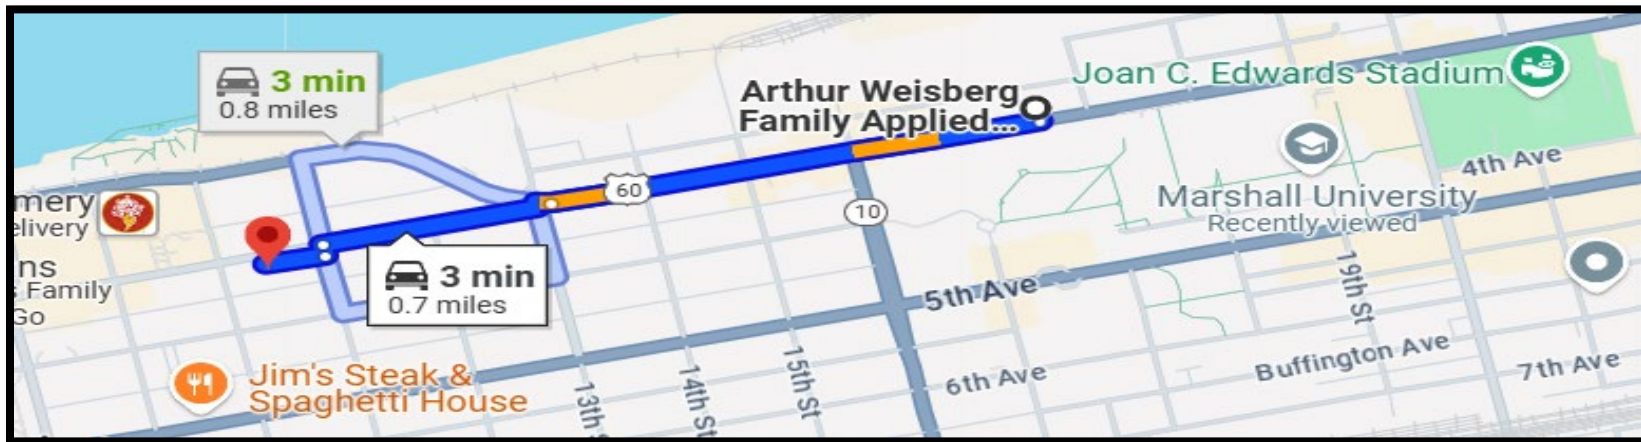 3 min
0.8 miles
Arthur Weisberg
Family Applied...
Joan C. Edwards Stadium
4th Ave
Marshall University
Recently viewed
60
10
mery
elivery
ns
s Family
Go
3 min
0.7 miles
5th Ave
19th St
Jim's Steak &
Spaghetti House
13th S
14th St
15th St
6th Ave
Buffington Ave
7th Ave